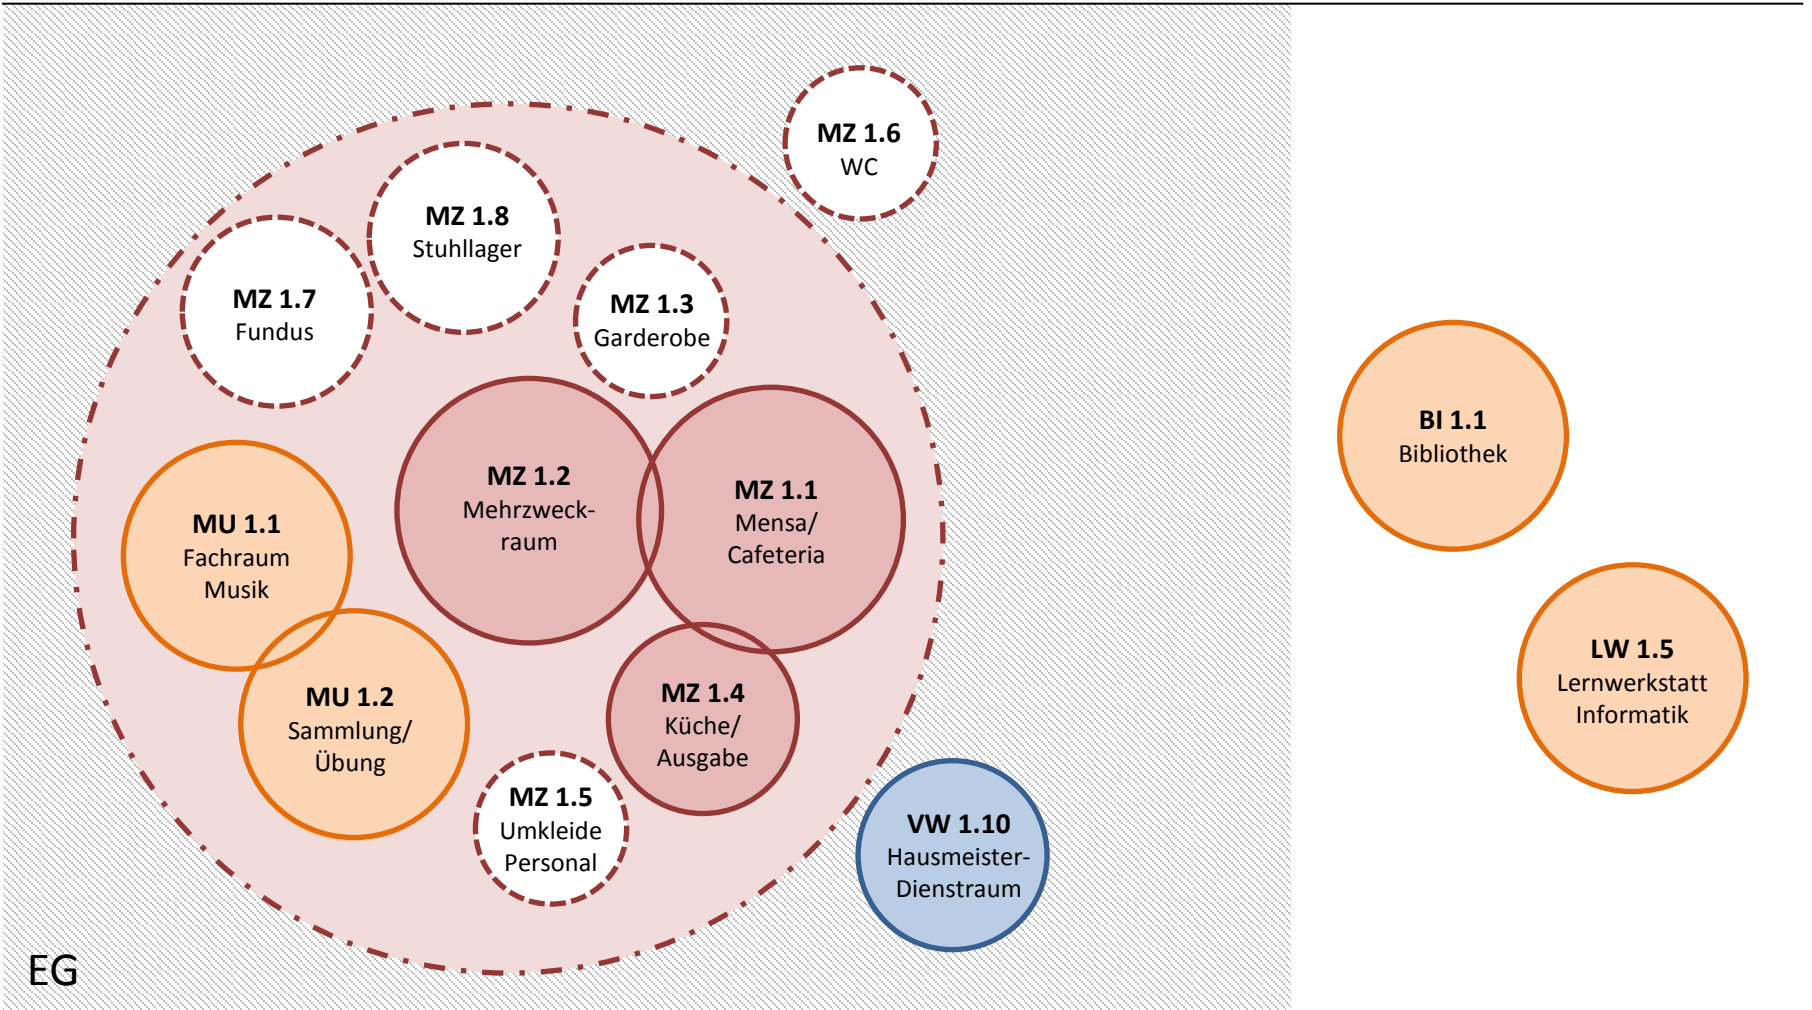 MZ 1.6
WC
MZ 1.8
Stuhllager
MZ 1.7
Fundus
MZ 1.3
Garderobe
BI 1.1
Bibliothek
MZ 1.2
Mehrzweck-
raum
MZ 1.1
Mensa/
Cafeteria
MU 1.1
Fachraum
Musik
LW 1.5
Lernwerkstatt
Informatik
MU 1.2
Sammlung/
Übung
MZ 1.4
Küche/
Ausgabe
MZ 1.5
Umkleide
Personal
VW 1.10
Hausmeister-
Dienstraum
EG